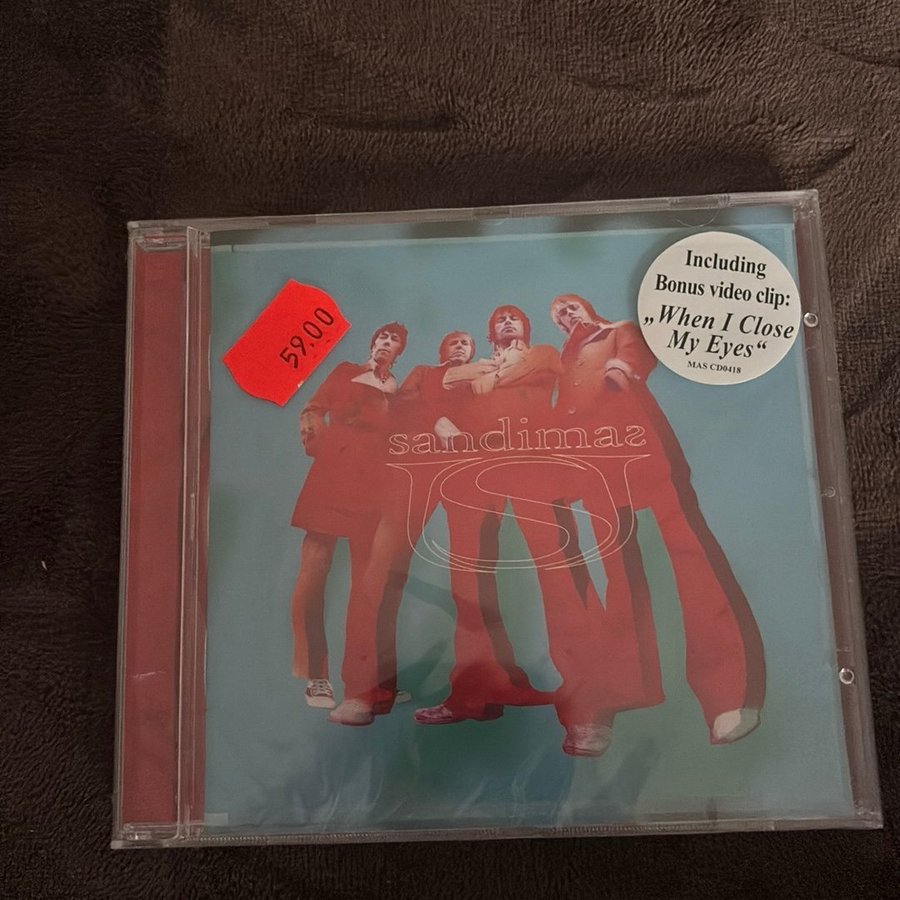 59.00
Including
Bonus video clip:
„When I Close
My Eyes“
MAS CD0418
sandimas
S